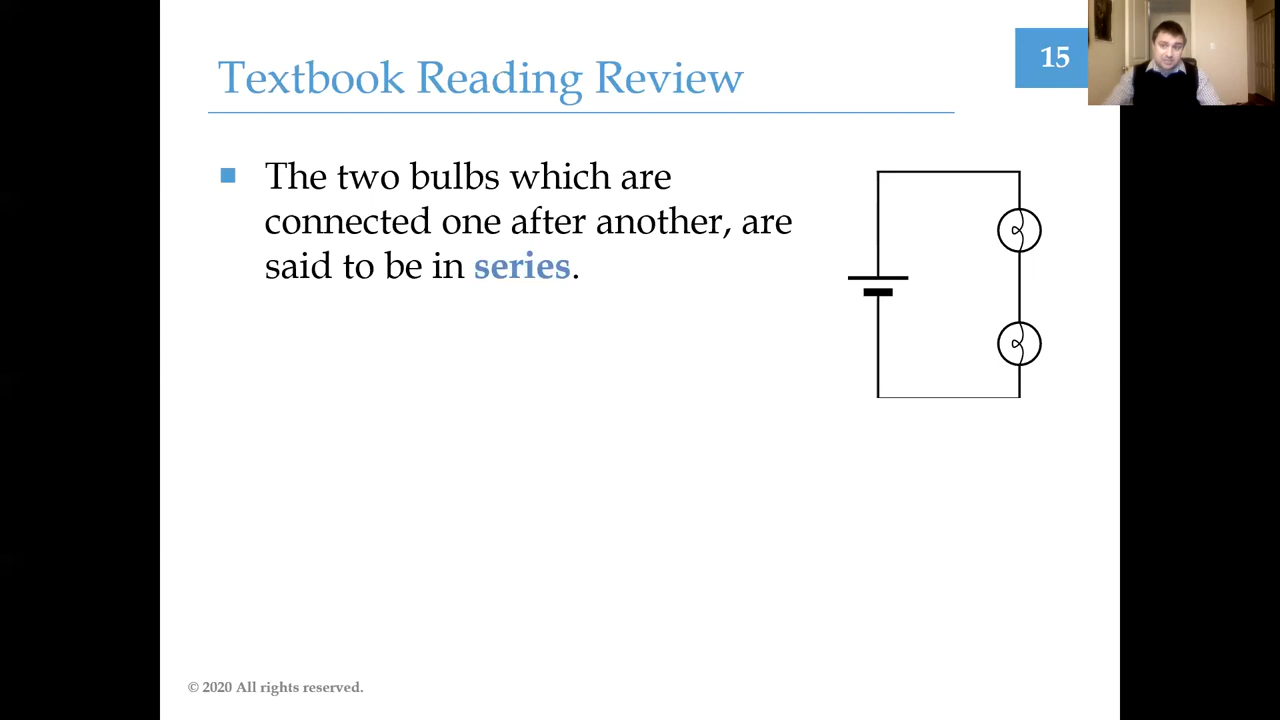 Textbook Reading Review
15
The two bulbs which are
connected one after another, are
said to be in series.
© 2020 All rights reserved.